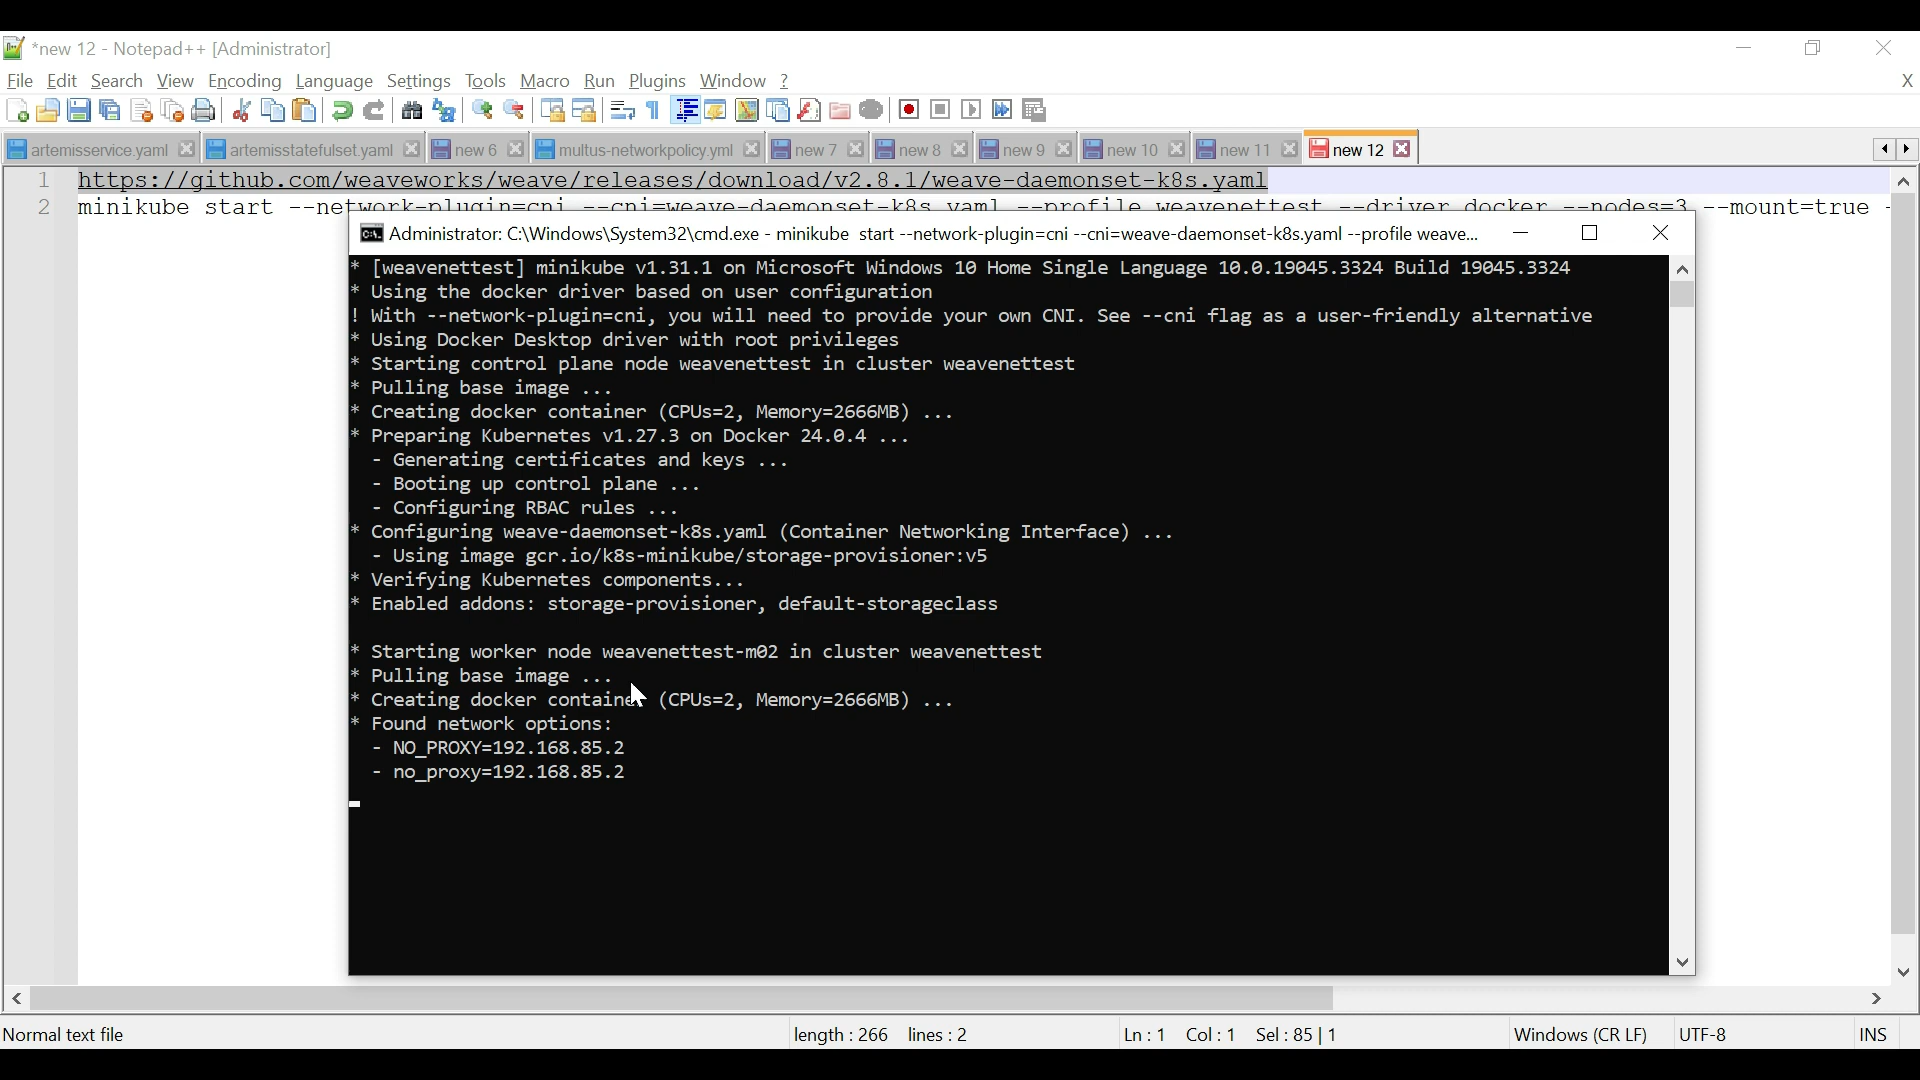 *new 12 - Notepad++ [Administrator]
File Edit Search View Encoding Language Settings Tools Macro Run Plugins Window ?
X
artemisservice.yaml artemisstatefulset.yaml new 6 multus-networkpolicy.yml new 7 new 8 new 9 new 10 new 11 new 12
1 https://github.com/weaveworks/weave/releases/download/v2.8.1/weave-daemonset-k8s.yaml
2 minikube start --network-plugin=cni --cni=weave-daemonset-k8s.yaml --profile weavenettest --driver docker --nodes=3 --mount=true -
Administrator: C:\Windows\System32\cmd.exe - minikube start --network-plugin=cni --cni=weave-daemonset-k8s.yaml --profile weave...
* [weavenettest] minikube v1.31.1 on Microsoft Windows 10 Home Single Language 10.0.19045.3324 Build 19045.3324
* Using the docker driver based on user configuration
! With --network-plugin=cni, you will need to provide your own CNI. See --cni flag as a user-friendly alternative
* Using Docker Desktop driver with root privileges
* Starting control plane node weavenettest in cluster weavenettest
* Pulling base image ...
* Creating docker container (CPUs=2, Memory=2666MB) ...
* Preparing Kubernetes v1.27.3 on Docker 24.0.4 ...
- Generating certificates and keys ...
- Booting up control plane ...
- Configuring RBAC rules ...
* Configuring weave-daemonset-k8s.yaml (Container Networking Interface) ...
- Using image gcr.io/k8s-minikube/storage-provisioner:v5
* Verifying Kubernetes components...
* Enabled addons: storage-provisioner, default-storageclass
* Starting worker node weavenettest-m02 in cluster weavenettest
* Pulling base image ...
* Creating docker container (CPUs=2, Memory=2666MB) ...
* Found network options:
- NO_PROXY=192.168.85.2
- no_proxy=192.168.85.2
Normal text file length : 266 lines : 2 Ln : 1 Col : 1 Sel : 85 | 1 Windows (CR LF) UTF-8 INS